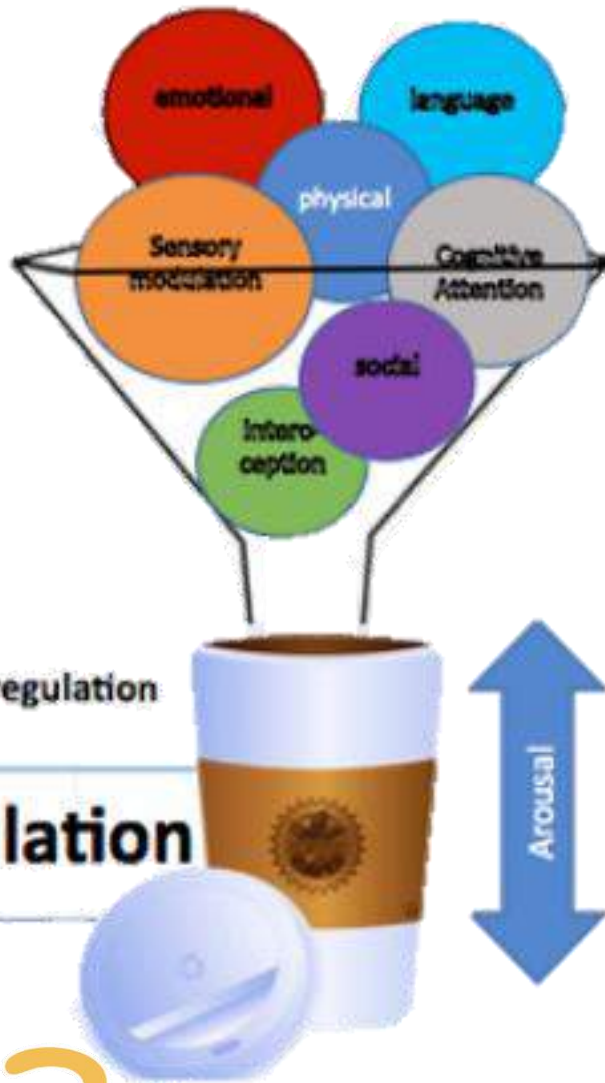 emotional
language
physical
Sensory
modulation
Cognitive
Attention
social
Intero-
ception
egulation
Arousal
lation